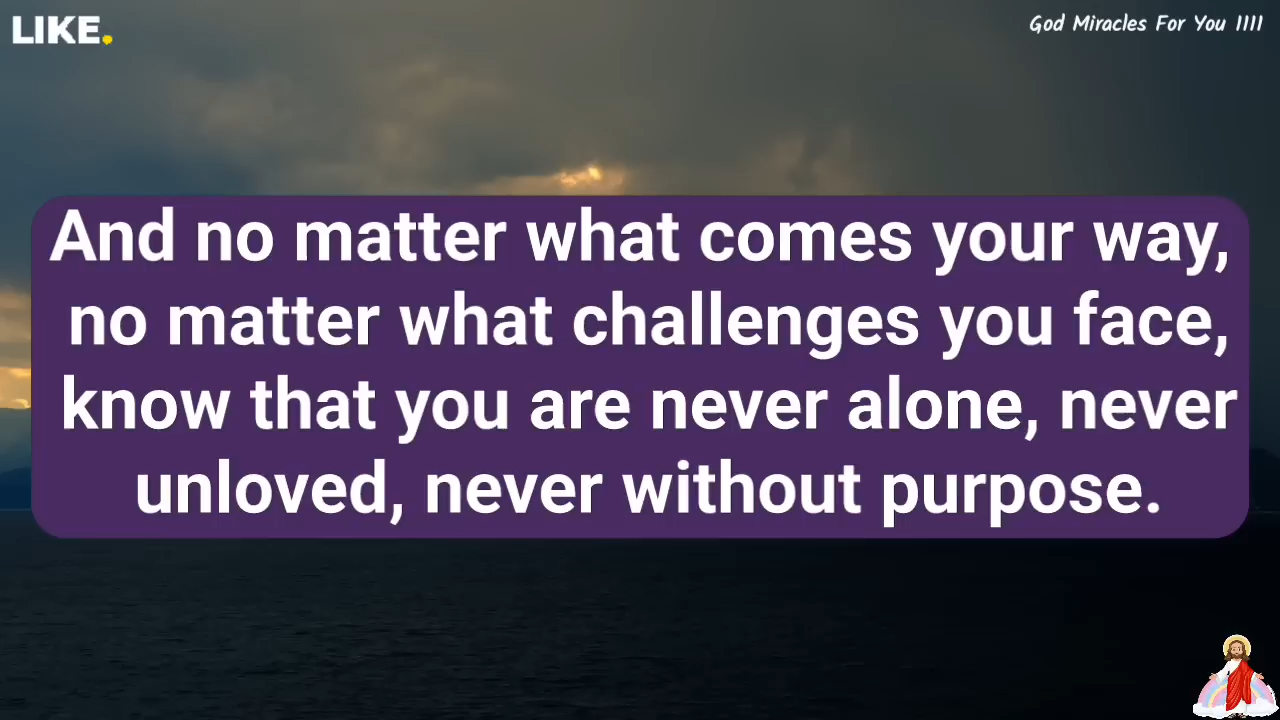 LIKE.
God Miracles For You 1111
And no matter what comes your way,
no matter what challenges you face,
know that you are never alone, never
unloved, never without purpose.